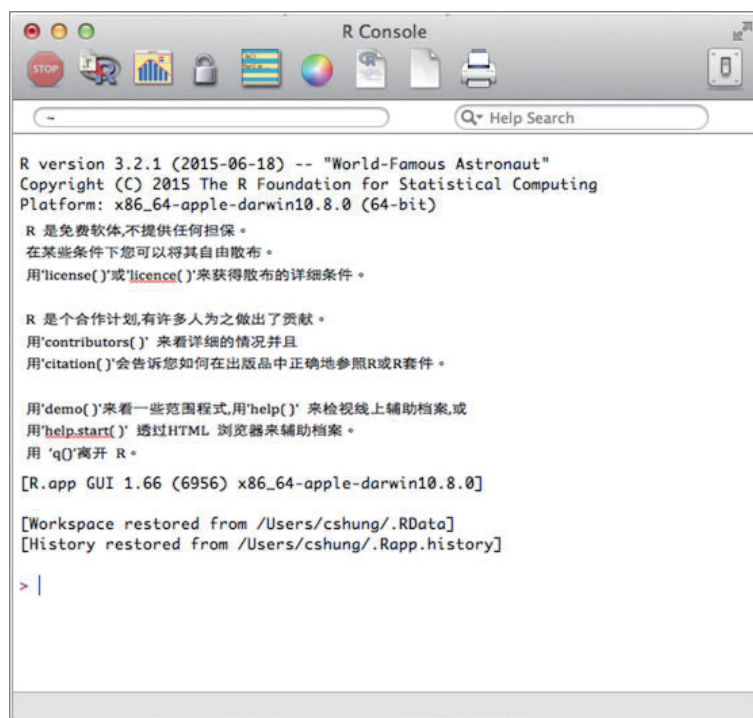 R Console
STOP
R
~
Help Search
R version 3.2.1 (2015-06-18) -- "World-Famous Astronaut"
Copyright (C) 2015 The R Foundation for Statistical Computing
Platform: x86_64-apple-darwin10.8.0 (64-bit)
R 是免费软体,不提供任何担保。
在某些条件下您可以将其自由散布。
用'license( )'或'licence( )'来获得散布的详细条件。
R 是个合作计划,有许多人为之做出了贡献。
用'contributors( )' 来看详细的情况并且
用'citation( )'会告诉您如何在出版品中正确地参照R或R套件。
用'demo( )'来看一些范围程式,用'help( )' 来检视线上辅助档案,或
用'help.start( )' 透过HTML 浏览器来辅助档案。
用 'q()'离开 R。
[R.app GUI 1.66 (6956) x86_64-apple-darwin10.8.0]
[Workspace restored from /Users/cshung/.RData]
[History restored from /Users/cshung/.Rapp.history]
>